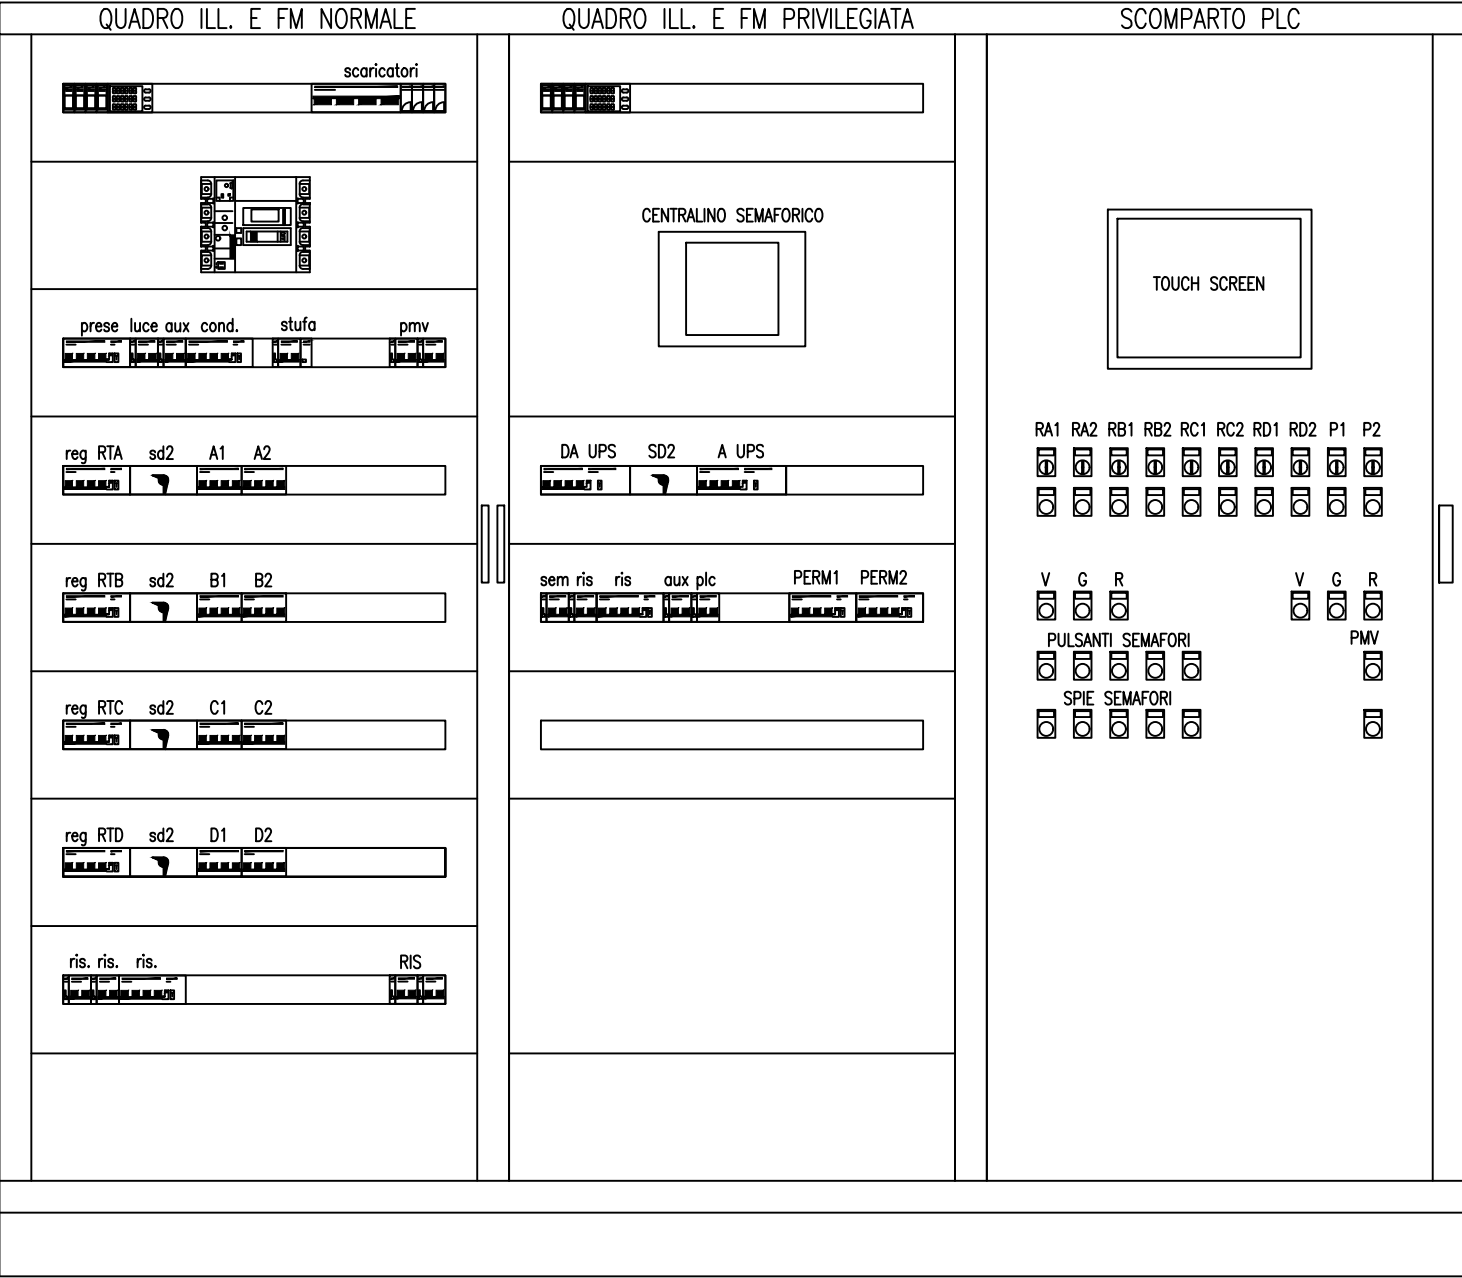 QUADRO ILL. E FM NORMALE
scaricatori
prese luce aux cond. stufa pmv
reg RTA sd2 A1 A2
reg RTB sd2 B1 B2
reg RTC sd2 C1 C2
reg RTD sd2 D1 D2
ris. ris. ris. RIS
QUADRO ILL. E FM PRIVILEGIATA
CENTRALINO SEMAFORICO
DA UPS SD2 A UPS
sem ris ris aux plc PERM1 PERM2
SCOMPARTO PLC
TOUCH SCREEN
RA1 RA2 RB1 RB2 RC1 RC2 RD1 RD2 P1 P2
V G R V G R
PULSANTI SEMAFORI PMV
SPIE SEMAFORI